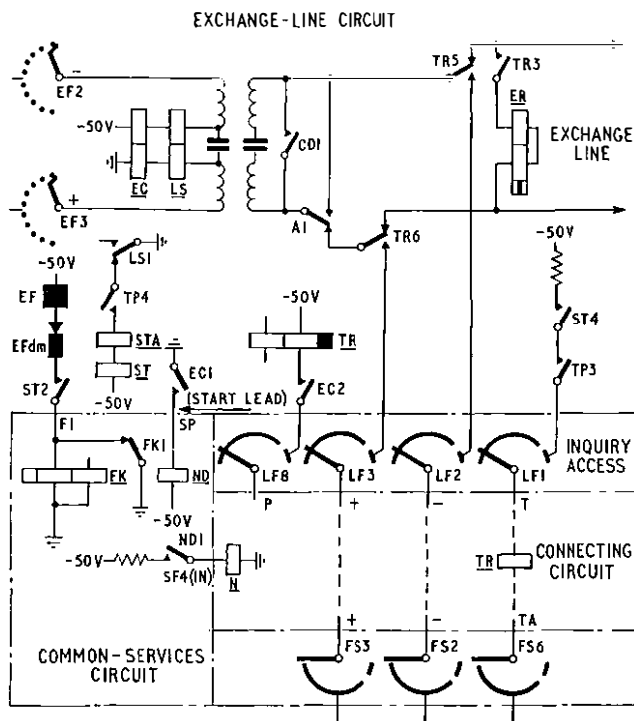 EXCHANGE-LINE CIRCUIT
TR5
TR3
EF2
-
-50V
CD1
ER
EXCHANGE
LINE
EC
LS
+
EF3
A1
TR6
-50V
LS1
-50V
EF
TP4
-50V
ST4
EFdm
STA
TR
ST
EC1
EC2
TP3
ST2
-50V
(START LEAD)
F1
SP
FK1
INQUIRY
ACCESS
FK
ND
LF8
LF3
LF2
LF1
-50V
P
+
-
T
ND1
-50V
SF4(IN)
N
TR
CONNECTING
CIRCUIT
+
-
TA
COMMON-SERVICES
CIRCUIT
FS3
FS2
FS6